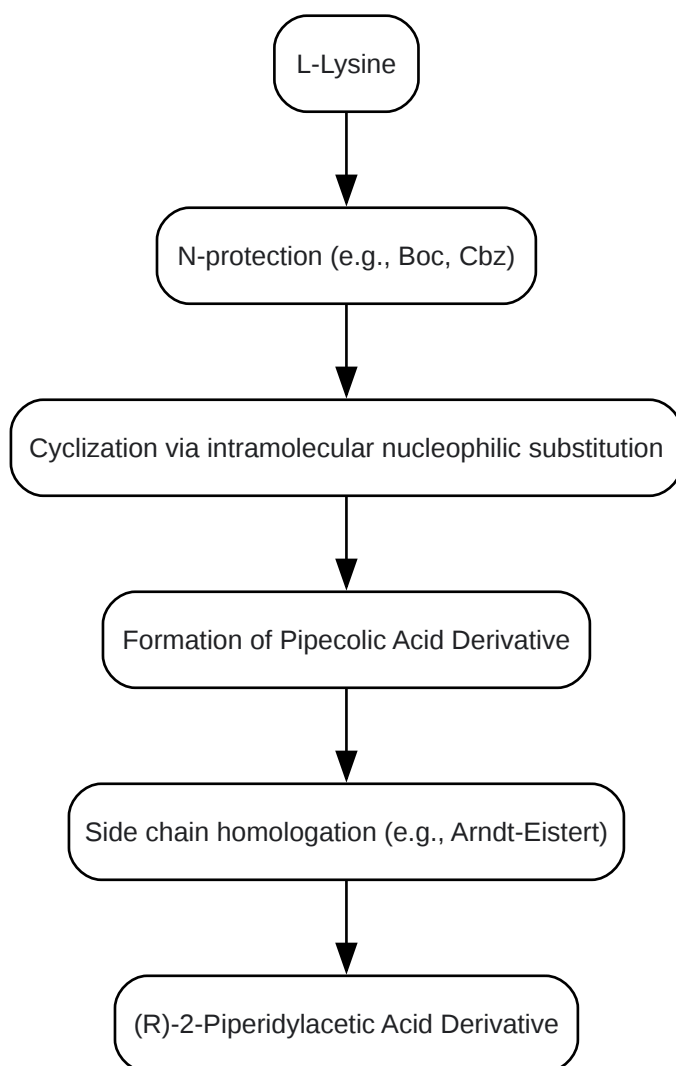 L-Lysine
N-protection (e.g., Boc, Cbz)
Cyclization via intramolecular nucleophilic substitution
Formation of Pipecolic Acid Derivative
Side chain homologation (e.g., Arndt-Eistert)
(R)-2-Piperidylacetic Acid Derivative